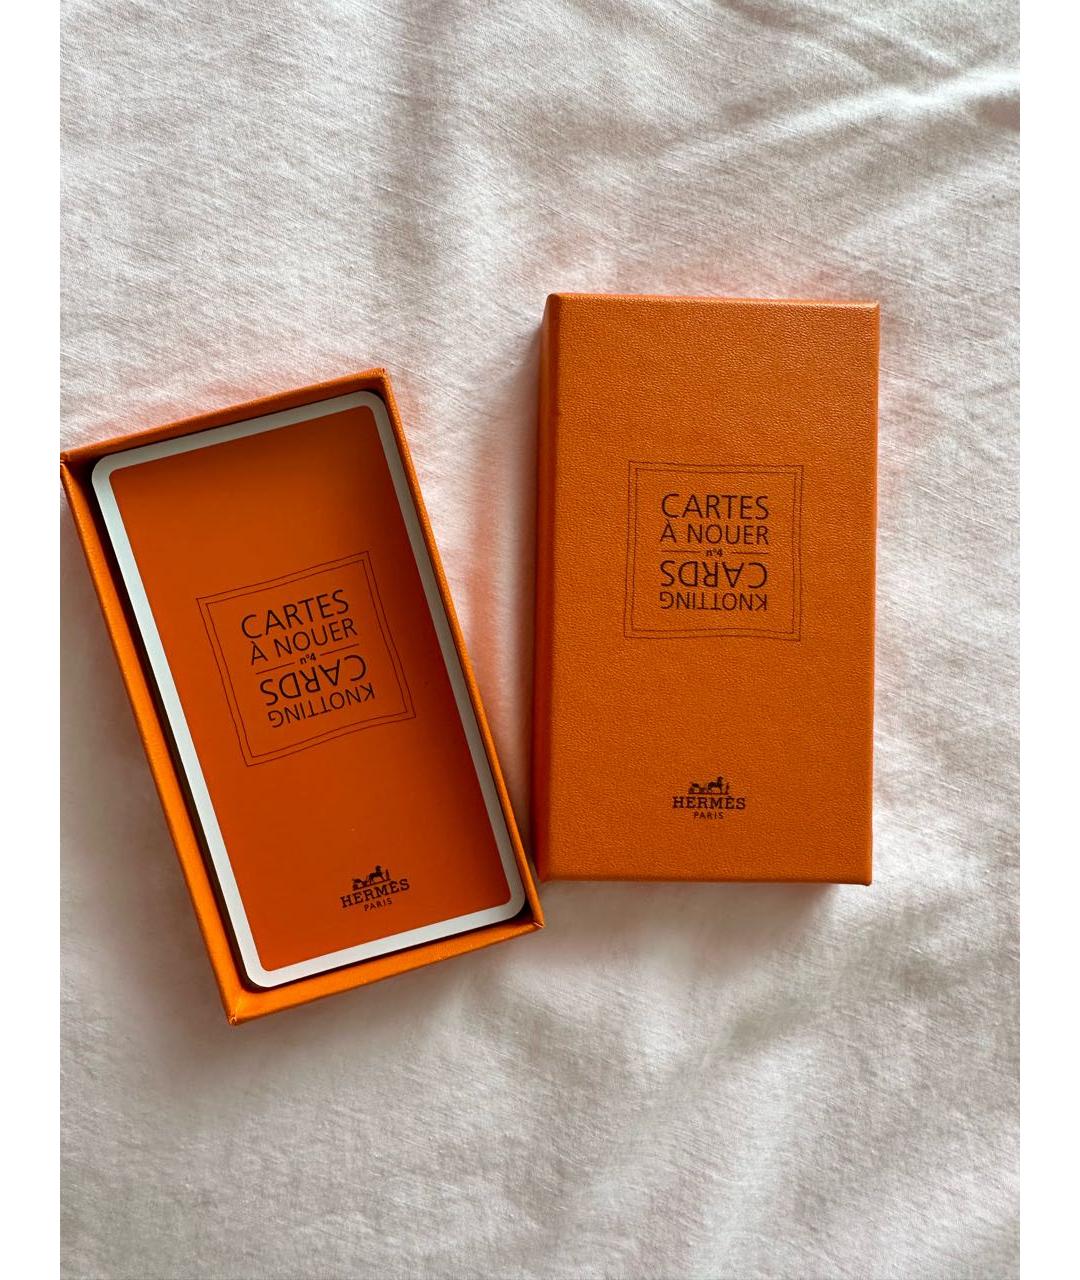 CARTES
À NOUER
n°4
KNOTTING
CARDS
HERMÈS
PARIS
CARTES
À NOUER
n°4
KNOTTING
CARDS
HERMÈS
PARIS